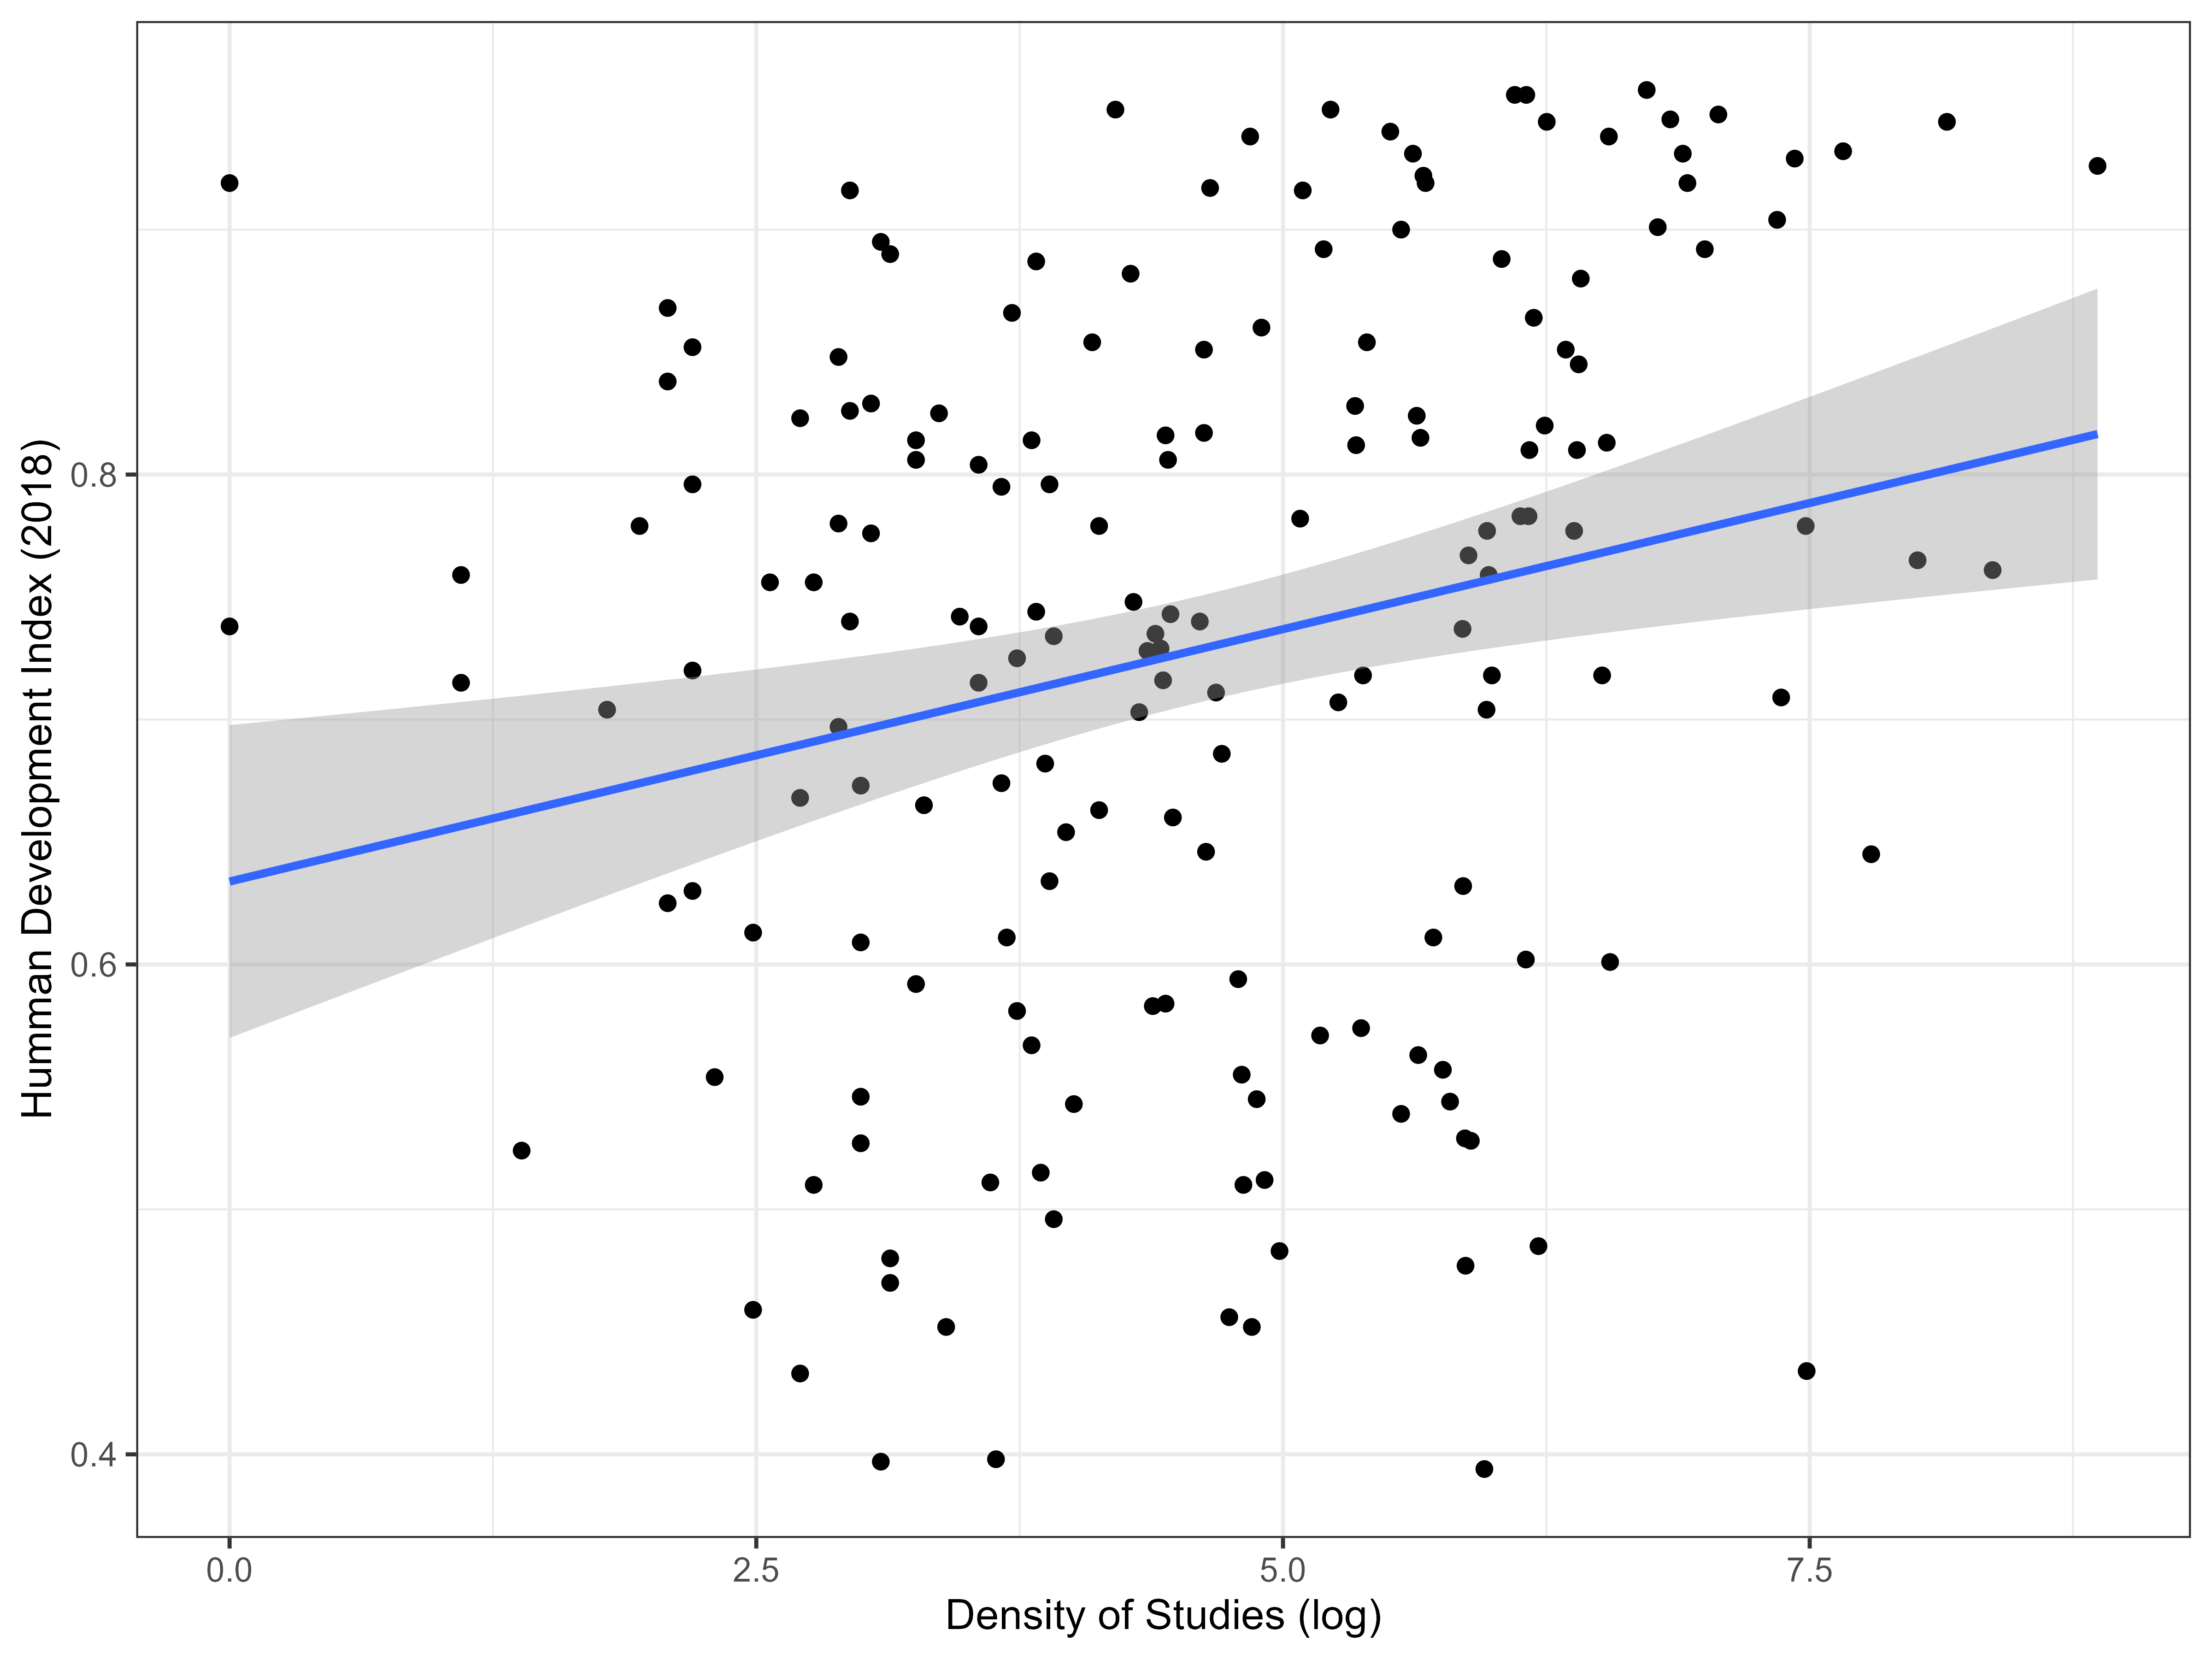 Humman Development Index (2018)
0.8
0.6
0.4
0.0 2.5 5.0 7.5
Density of Studies (log)